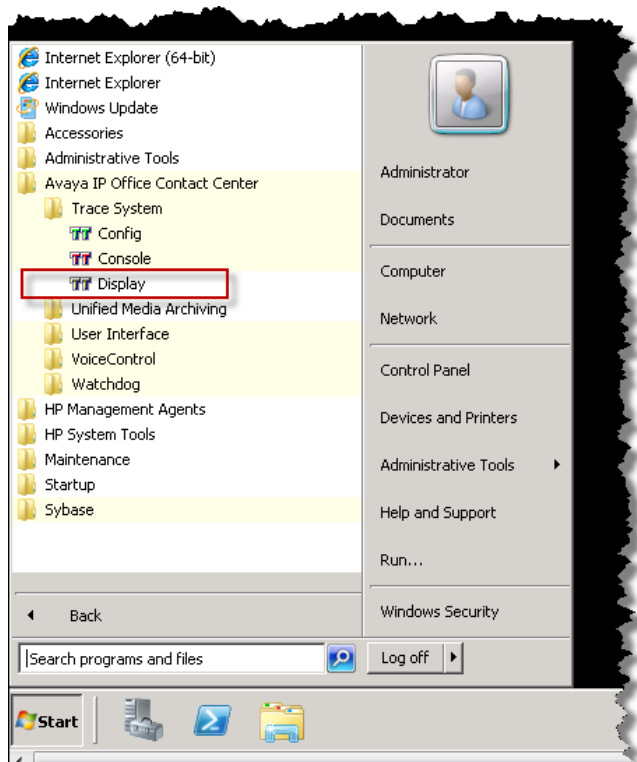 Internet Explorer (64-bit)
Internet Explorer
Windows Update
Accessories
Administrative Tools
Avaya IP Office Contact Center
Trace System
Config
Console
Display
Unified Media Archiving
User Interface
VoiceControl
Watchdog
HP Management Agents
HP System Tools
Maintenance
Startup
Sybase
Back
Search programs and files
Administrator
Documents
Computer
Network
Control Panel
Devices and Printers
Administrative Tools
Help and Support
Run...
Windows Security
Log off
Start